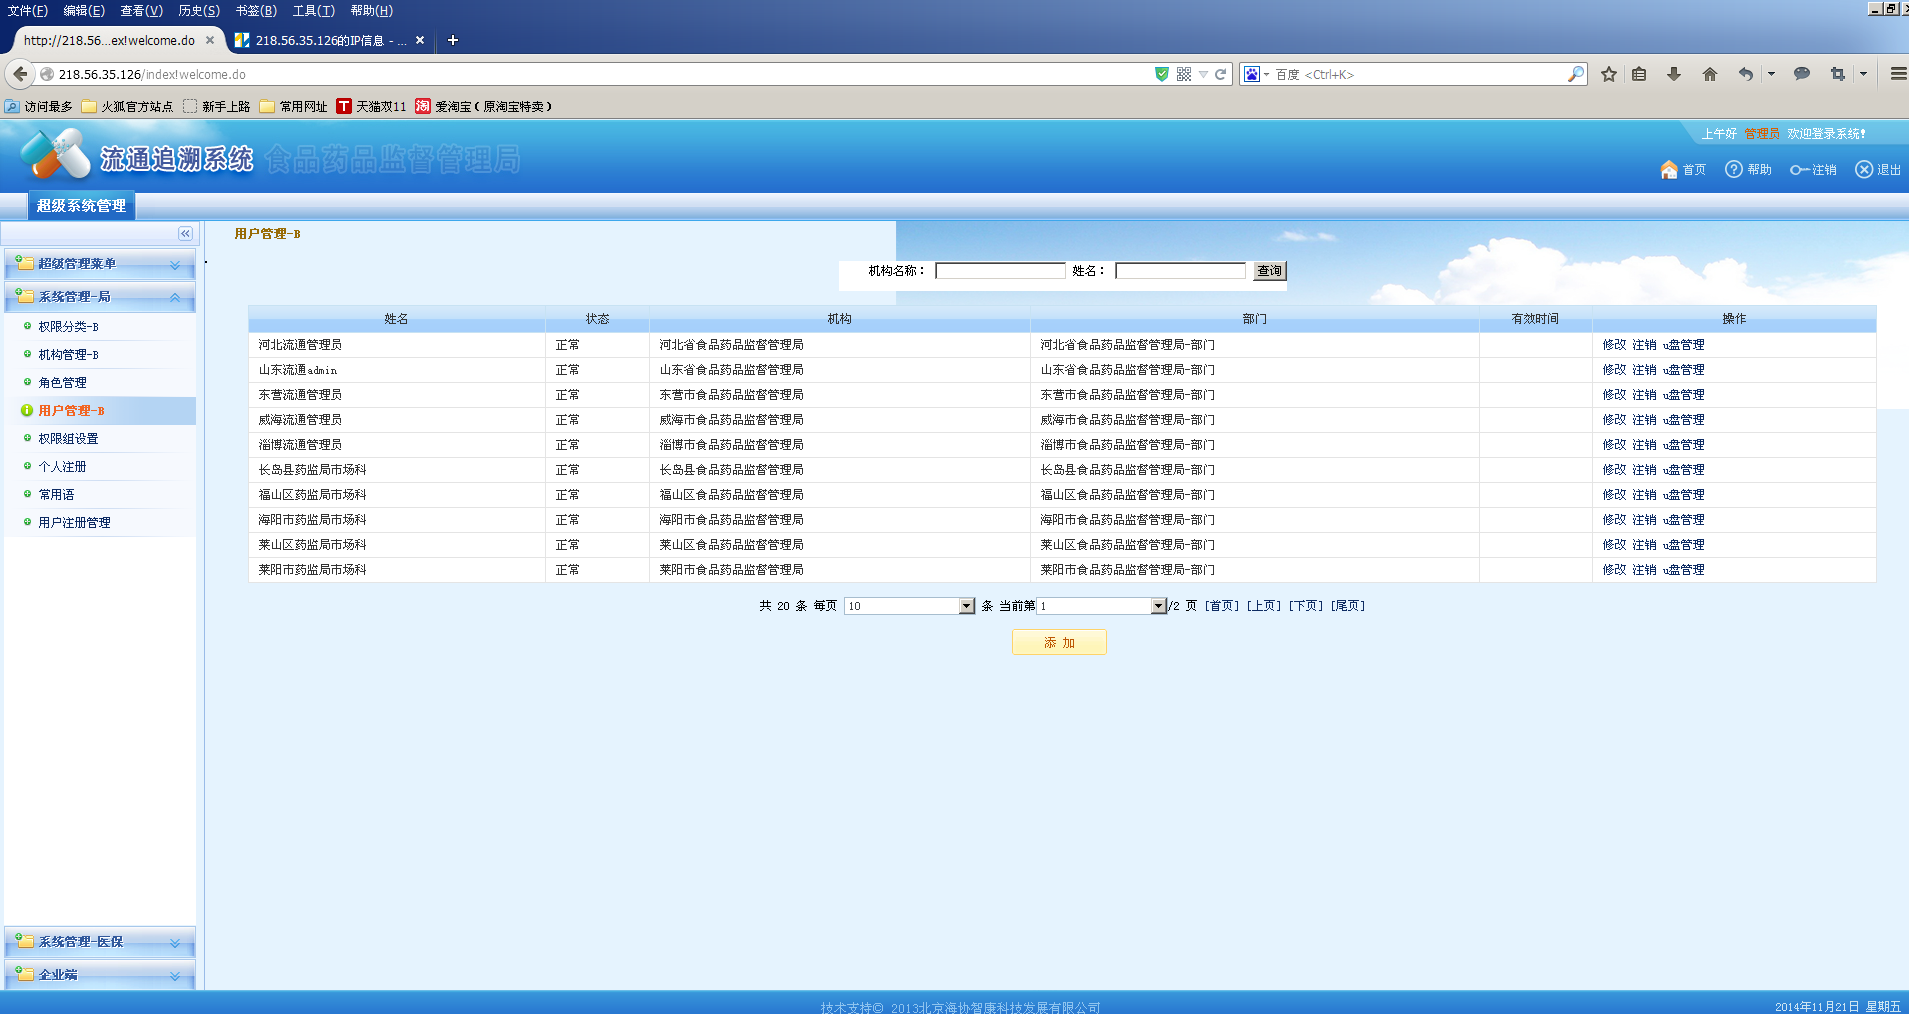 文件(F) 编辑(E) 查看(V) 历史(S) 书签(B) 工具(T) 帮助(H)
http://218.56...ex!welcome.do 218.56.35.126的IP信息 - ...
218.56.35.126/index!welcome.do 百度 <Ctrl+K>
访问最多 火狐官方站点 新手上路 常用网址 T 天猫双11 淘 爱淘宝(原淘宝特卖)
上午好 管理员 欢迎登录系统!
流通追溯系统 食品药品监督管理局
首页 帮助 注销 退出
超级系统管理
超级管理菜单
系统管理-局
权限分类-B
机构管理-B
角色管理
用户管理-B
权限组设置
个人注册
常用语
用户注册管理
系统管理-医保
企业端
用户管理-B
机构名称： 姓名： 查询
姓名 状态 机构 部门 有效时间 操作
河北流通管理员 正常 河北省食品药品监督管理局 河北省食品药品监督管理局-部门 修改 注销 u盘管理
山东流通admin 正常 山东省食品药品监督管理局 山东省食品药品监督管理局-部门 修改 注销 u盘管理
东营流通管理员 正常 东营市食品药品监督管理局 东营市食品药品监督管理局-部门 修改 注销 u盘管理
威海流通管理员 正常 威海市食品药品监督管理局 威海市食品药品监督管理局-部门 修改 注销 u盘管理
淄博流通管理员 正常 淄博市食品药品监督管理局 淄博市食品药品监督管理局-部门 修改 注销 u盘管理
长岛县药监局市场科 正常 长岛县食品药品监督管理局 长岛县食品药品监督管理局-部门 修改 注销 u盘管理
福山区药监局市场科 正常 福山区食品药品监督管理局 福山区食品药品监督管理局-部门 修改 注销 u盘管理
海阳市药监局市场科 正常 海阳市食品药品监督管理局 海阳市食品药品监督管理局-部门 修改 注销 u盘管理
莱山区药监局市场科 正常 莱山区食品药品监督管理局 莱山区食品药品监督管理局-部门 修改 注销 u盘管理
莱阳市药监局市场科 正常 莱阳市食品药品监督管理局 莱阳市食品药品监督管理局-部门 修改 注销 u盘管理
共 20 条 每页 10 条 当前第 1 /2 页 [首页] [上页] [下页] [尾页]
添 加
技术支持© 2013北京海协智康科技发展有限公司
2014年11月21日 星期五